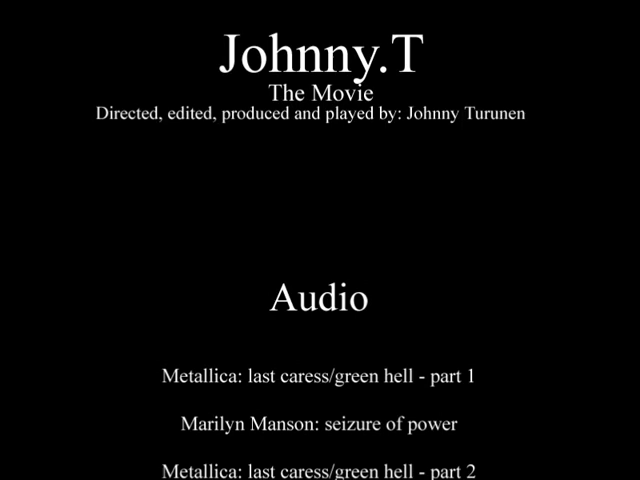 Johnny.T
The Movie
Directed, edited, produced and played by: Johnny Turunen
Audio
Metallica: last caress/green hell - part 1
Marilyn Manson: seizure of power
Metallica: last caress/green hell - part 2